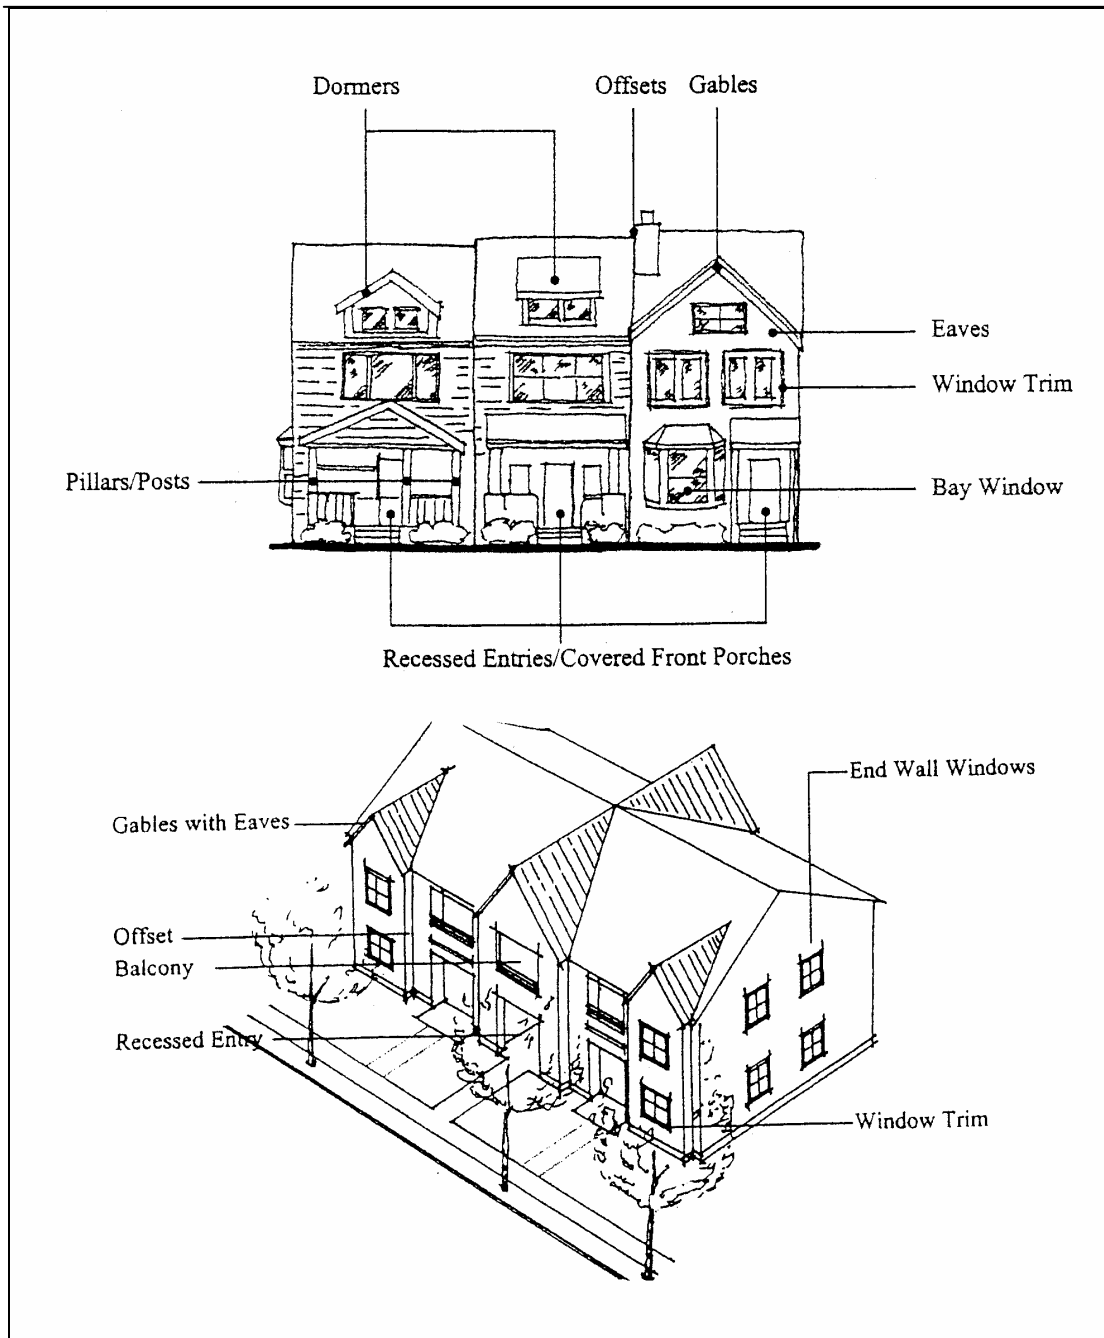 Dormers
Offsets
Gables
Eaves
Window Trim
Pillars/Posts
Bay Window
Recessed Entries/Covered Front Porches
End Wall Windows
Gables with Eaves
Offset
Balcony
Recessed Entry
Window Trim